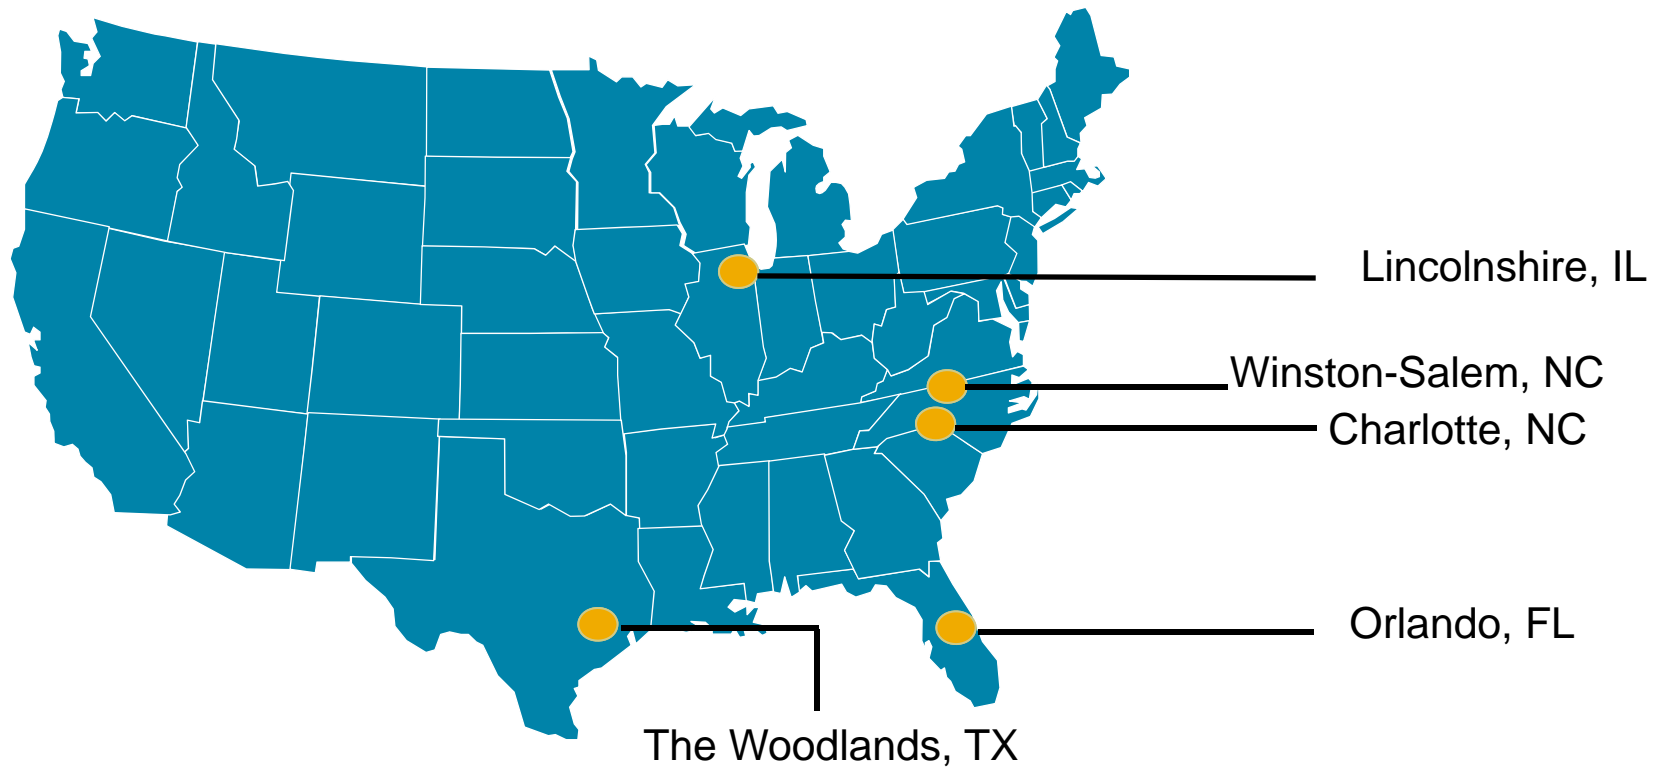 Lincolnshire, IL
Winston-Salem, NC
Charlotte, NC
Orlando, FL
The Woodlands, TX